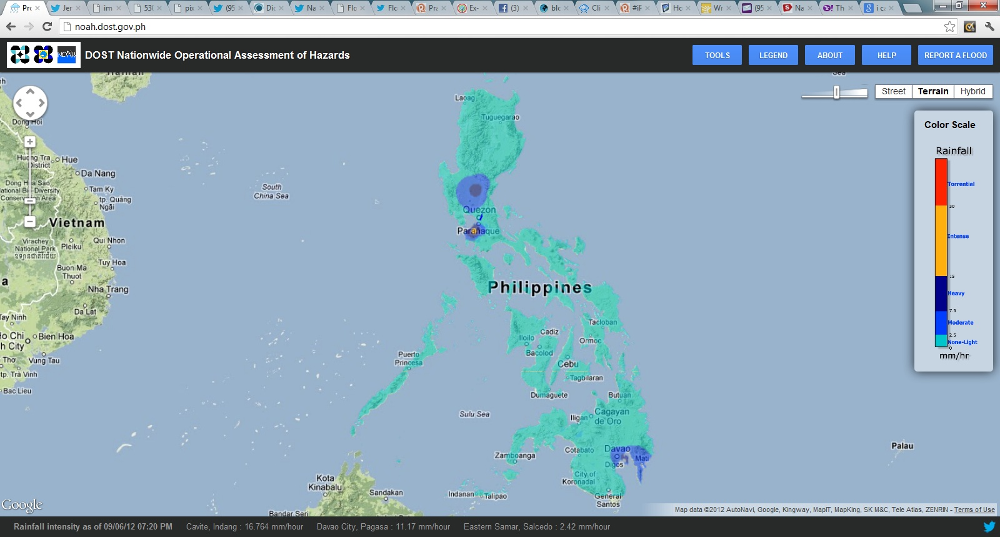 Pro
Jer
im
530
pix
(95
Dic
Na
Flo
Flo
Pra
Ex-
(3)
blo
Cli
#iF
Ho
Wr
(95
Na
Th
i ca
noah.dost.gov.ph
DOST Nationwide Operational Assessment of Hazards
TOOLS
LEGEND
ABOUT
HELP
REPORT A FLOOD
Hainan
Sea
Street
Terrain
Hybrid
Laoag
Tuguegarao
Dong Hoi
Huong Tra
District
Hue
Da Nang
Dong Hua Sao
National Bio-Diversity
Conservation Area
Tam Ky
tp. Quảng
Ngãi
Vietnam
Virachey
National Park
Pleiku
Qui Nhon
Tuy Hoa
Buon Ma
Thuot
Nha Trang
Da Lat
Tay Ninh
Ho Chi
Minh City
Bien Hoa
Vung Tau
tp. Trà Vinh
Bac Lieu
South
China Sea
Quezon
Parañaque
Philippines
Tacloban
Cadiz
Iloilo
Ormoc
Bacolod
Puerto
Princesa
Cebu
Tagbilaran
Dumaguete
Butuan
Sulu Sea
Iligan
Cagayan
de Oro
Zamboanga
Cotabato
Davao
Digos
Mati
City of
Koronadal
General
Santos
Indanan
Talipao
Kota
Kinabalu
Sandakan
Bandar Seri
Palau
Color Scale
Rainfall
Torrential
30
Intense
15
Heavy
7.5
Moderate
2.5
None-Light
0
mm/hr
Google
Map data ©2012 AutoNavi, Google, Kingway, MapIT, MapKing, SK M&C, Tele Atlas, ZENRIN - Terms of Use
Rainfall intensity as of 09/06/12 07:20 PM
Cavite, Indang : 16.764 mm/hour
Davao City, Pagasa : 11.17 mm/hour
Eastern Samar, Salcedo : 2.42 mm/hour